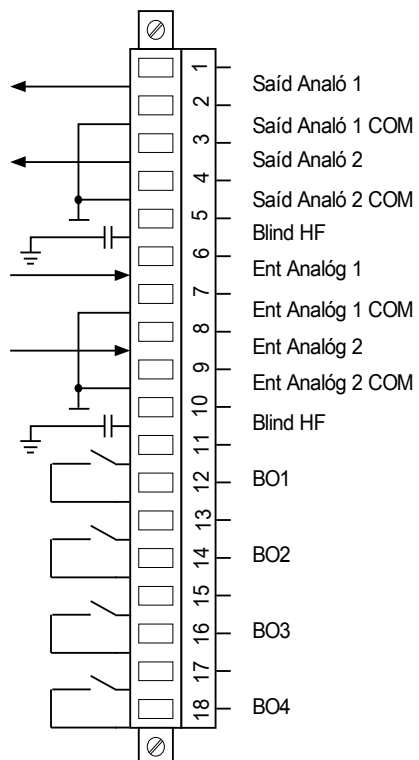 1
Saíd Analó 1
2
Saíd Analó 1 COM
3
Saíd Analó 2
4
Saíd Analó 2 COM
5
Blind HF
6
Ent Analóg 1
7
Ent Analóg 1 COM
8
Ent Analóg 2
9
Ent Analóg 2 COM
10
Blind HF
11
12
BO1
13
14
BO2
15
16
BO3
17
18
BO4